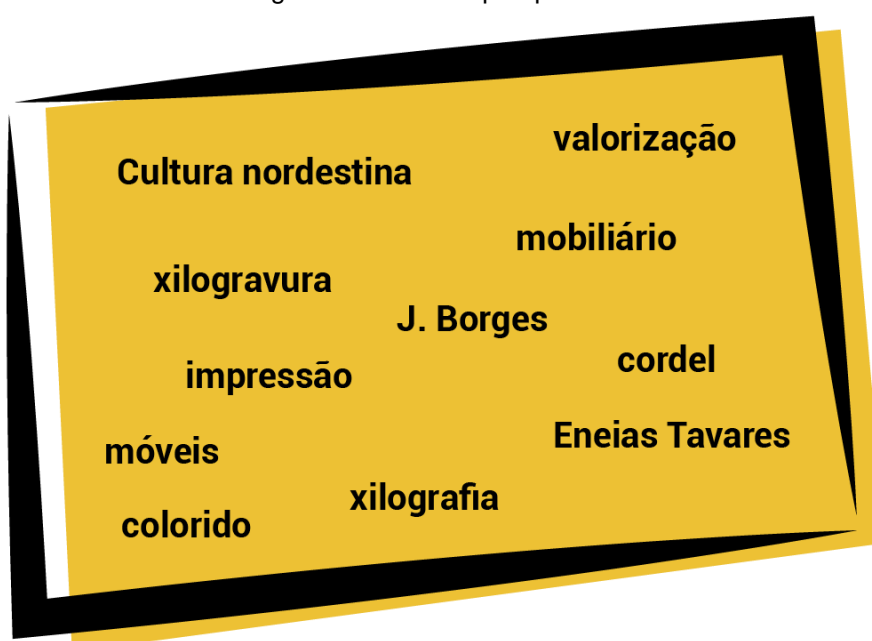 valorização
Cultura nordestina
mobiliário
xilogravura
J. Borges
cordel
impressão
Eneias Tavares
móveis
xilografia
colorido